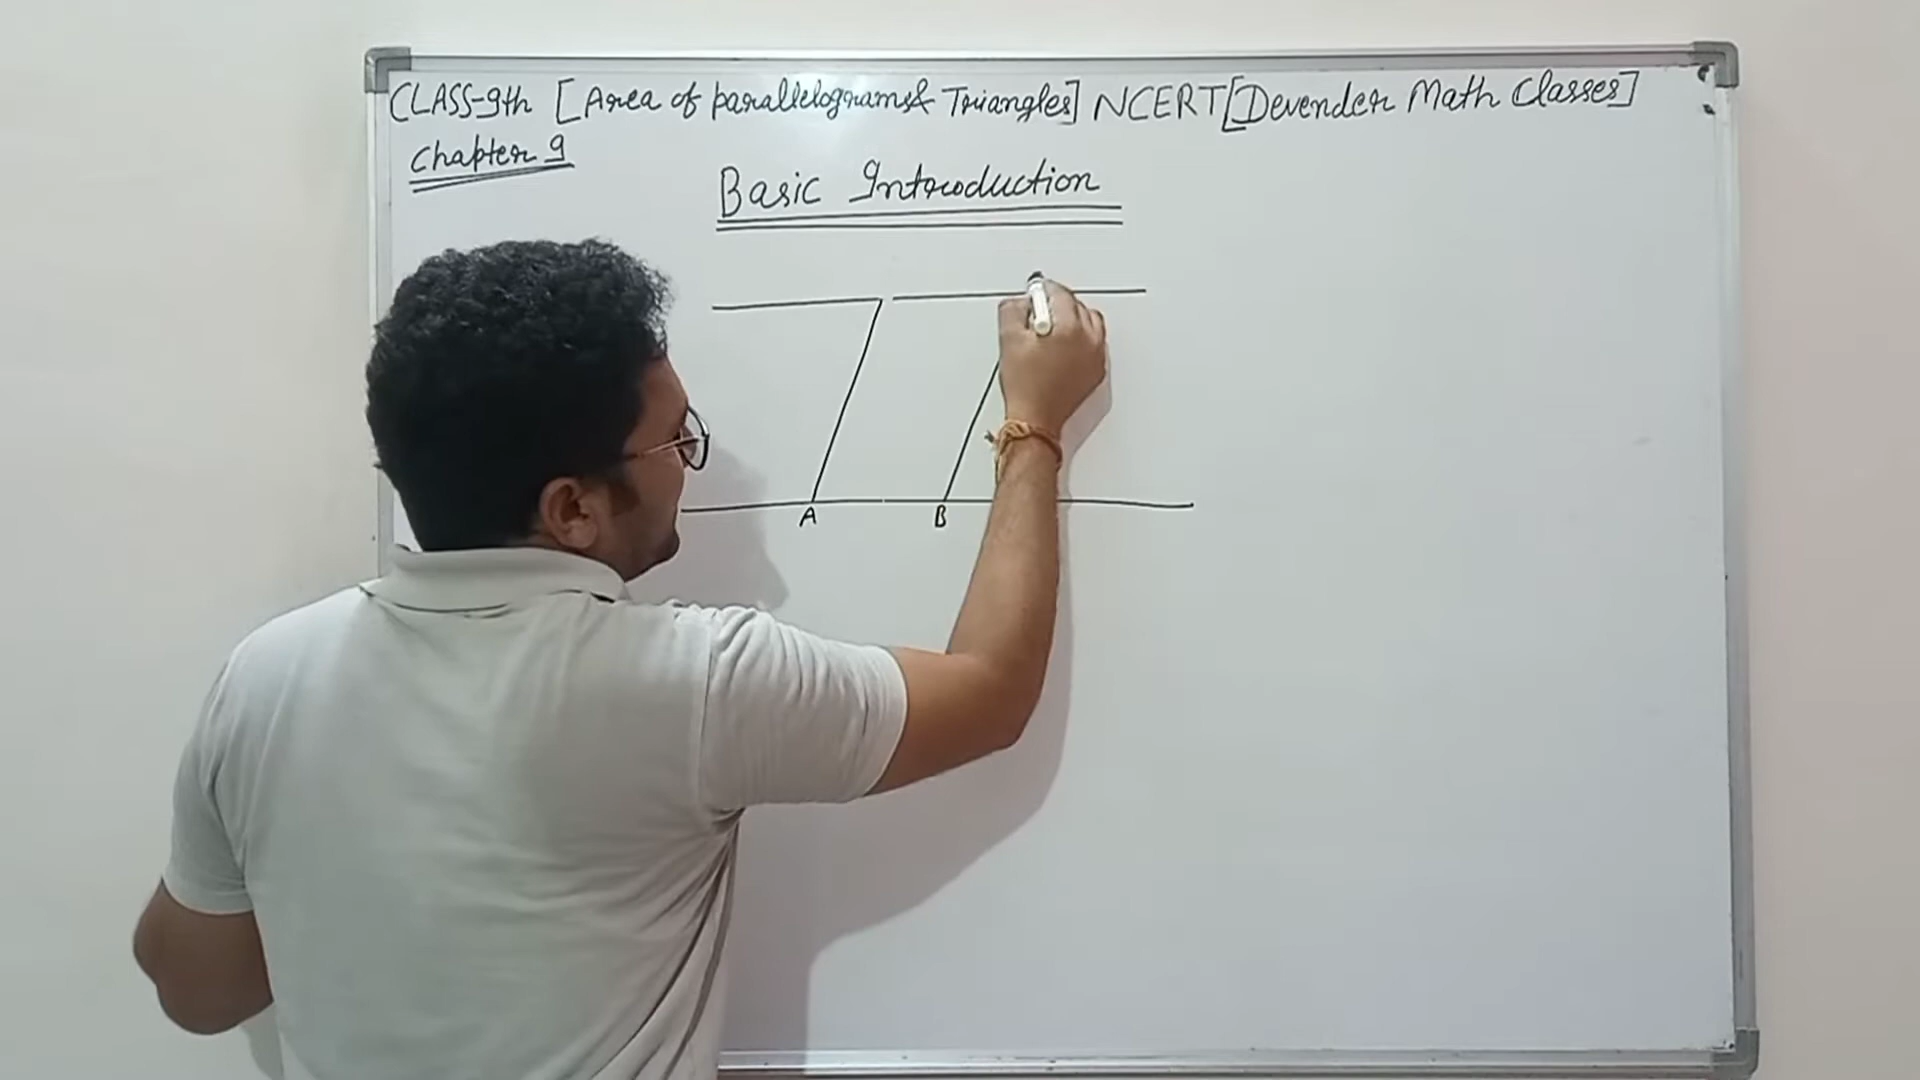 CLASS-9th [Area of parallelograms & Triangles] NCERT [Devender Math Classes]
Chapter 9
Basic Introduction
A B